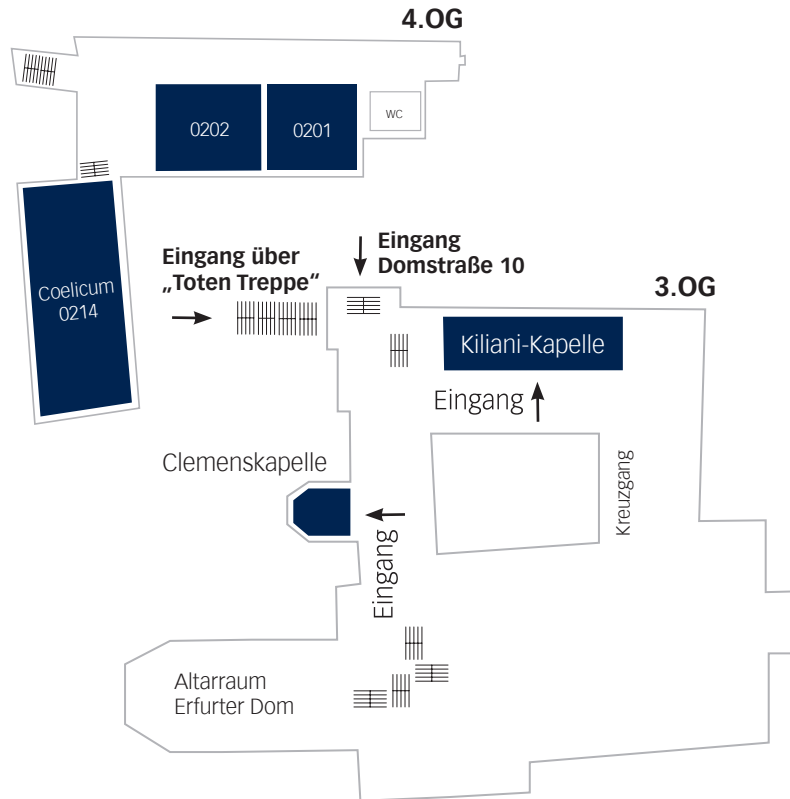 4.OG
0202
0201
WC
Coelicum
0214
Eingang über
„Toten Treppe“
Eingang
Domstraße 10
3.OG
Kiliani-Kapelle
Eingang
Clemenskapelle
Kreuzgang
Eingang
Altarraum
Erfurter Dom